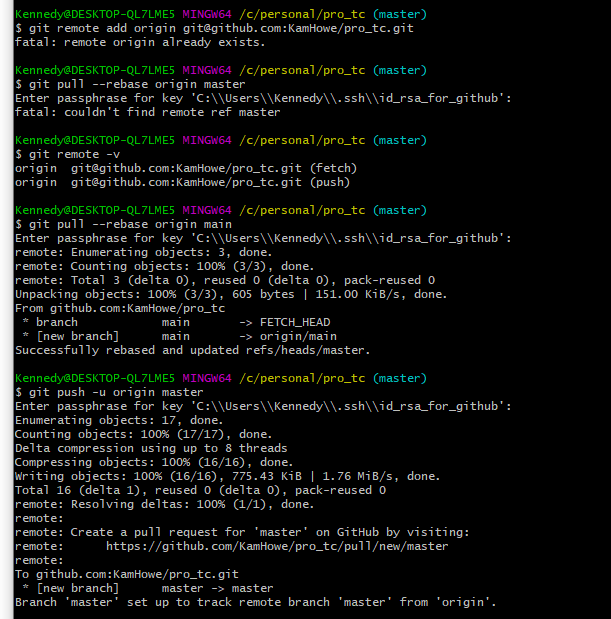 Kennedy@DESKTOP-QL7LME5 MINGW64 /c/personal/pro_tc (master)
$ git remote add origin git@github.com:KamHowe/pro_tc.git
fatal: remote origin already exists.
Kennedy@DESKTOP-QL7LME5 MINGW64 /c/personal/pro_tc (master)
$ git pull --rebase origin master
Enter passphrase for key 'C:\\Users\\Kennedy\\.ssh\\id_rsa_for_github':
fatal: couldn't find remote ref master
Kennedy@DESKTOP-QL7LME5 MINGW64 /c/personal/pro_tc (master)
$ git remote -v
origin  git@github.com:KamHowe/pro_tc.git (fetch)
origin  git@github.com:KamHowe/pro_tc.git (push)
Kennedy@DESKTOP-QL7LME5 MINGW64 /c/personal/pro_tc (master)
$ git pull --rebase origin main
Enter passphrase for key 'C:\\Users\\Kennedy\\.ssh\\id_rsa_for_github':
remote: Enumerating objects: 3, done.
remote: Counting objects: 100% (3/3), done.
remote: Total 3 (delta 0), reused 0 (delta 0), pack-reused 0
Unpacking objects: 100% (3/3), 605 bytes | 151.00 KiB/s, done.
From github.com:KamHowe/pro_tc
 * branch            main       -> FETCH_HEAD
 * [new branch]      main       -> origin/main
Successfully rebased and updated refs/heads/master.
Kennedy@DESKTOP-QL7LME5 MINGW64 /c/personal/pro_tc (master)
$ git push -u origin master
Enter passphrase for key 'C:\\Users\\Kennedy\\.ssh\\id_rsa_for_github':
Enumerating objects: 17, done.
Counting objects: 100% (17/17), done.
Delta compression using up to 8 threads
Compressing objects: 100% (16/16), done.
Writing objects: 100% (16/16), 775.43 KiB | 1.76 MiB/s, done.
Total 16 (delta 1), reused 0 (delta 0), pack-reused 0
remote: Resolving deltas: 100% (1/1), done.
remote:
remote: Create a pull request for 'master' on GitHub by visiting:
remote:      https://github.com/KamHowe/pro_tc/pull/new/master
remote:
To github.com:KamHowe/pro_tc.git
 * [new branch]      master -> master
Branch 'master' set up to track remote branch 'master' from 'origin'.